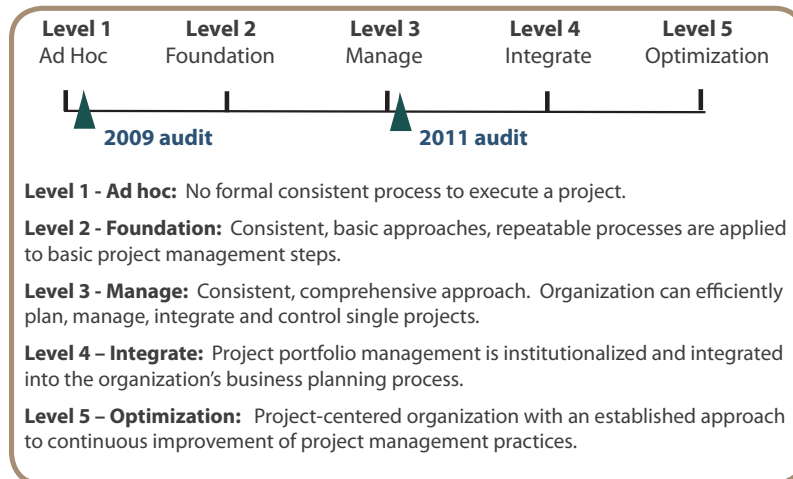 Level 1 Level 2 Level 3 Level 4 Level 5
Ad Hoc Foundation Manage Integrate Optimization
2009 audit 2011 audit
Level 1 - Ad hoc: No formal consistent process to execute a project.
Level 2 - Foundation: Consistent, basic approaches, repeatable processes are applied
to basic project management steps.
Level 3 - Manage: Consistent, comprehensive approach. Organization can efficiently
plan, manage, integrate and control single projects.
Level 4 – Integrate: Project portfolio management is institutionalized and integrated
into the organization’s business planning process.
Level 5 – Optimization: Project-centered organization with an established approach
to continuous improvement of project management practices.